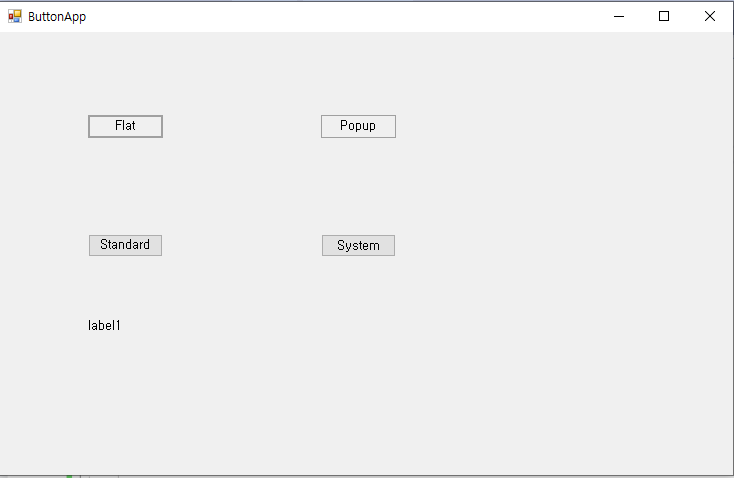 ButtonApp
Flat
Popup
Standard
System
label1